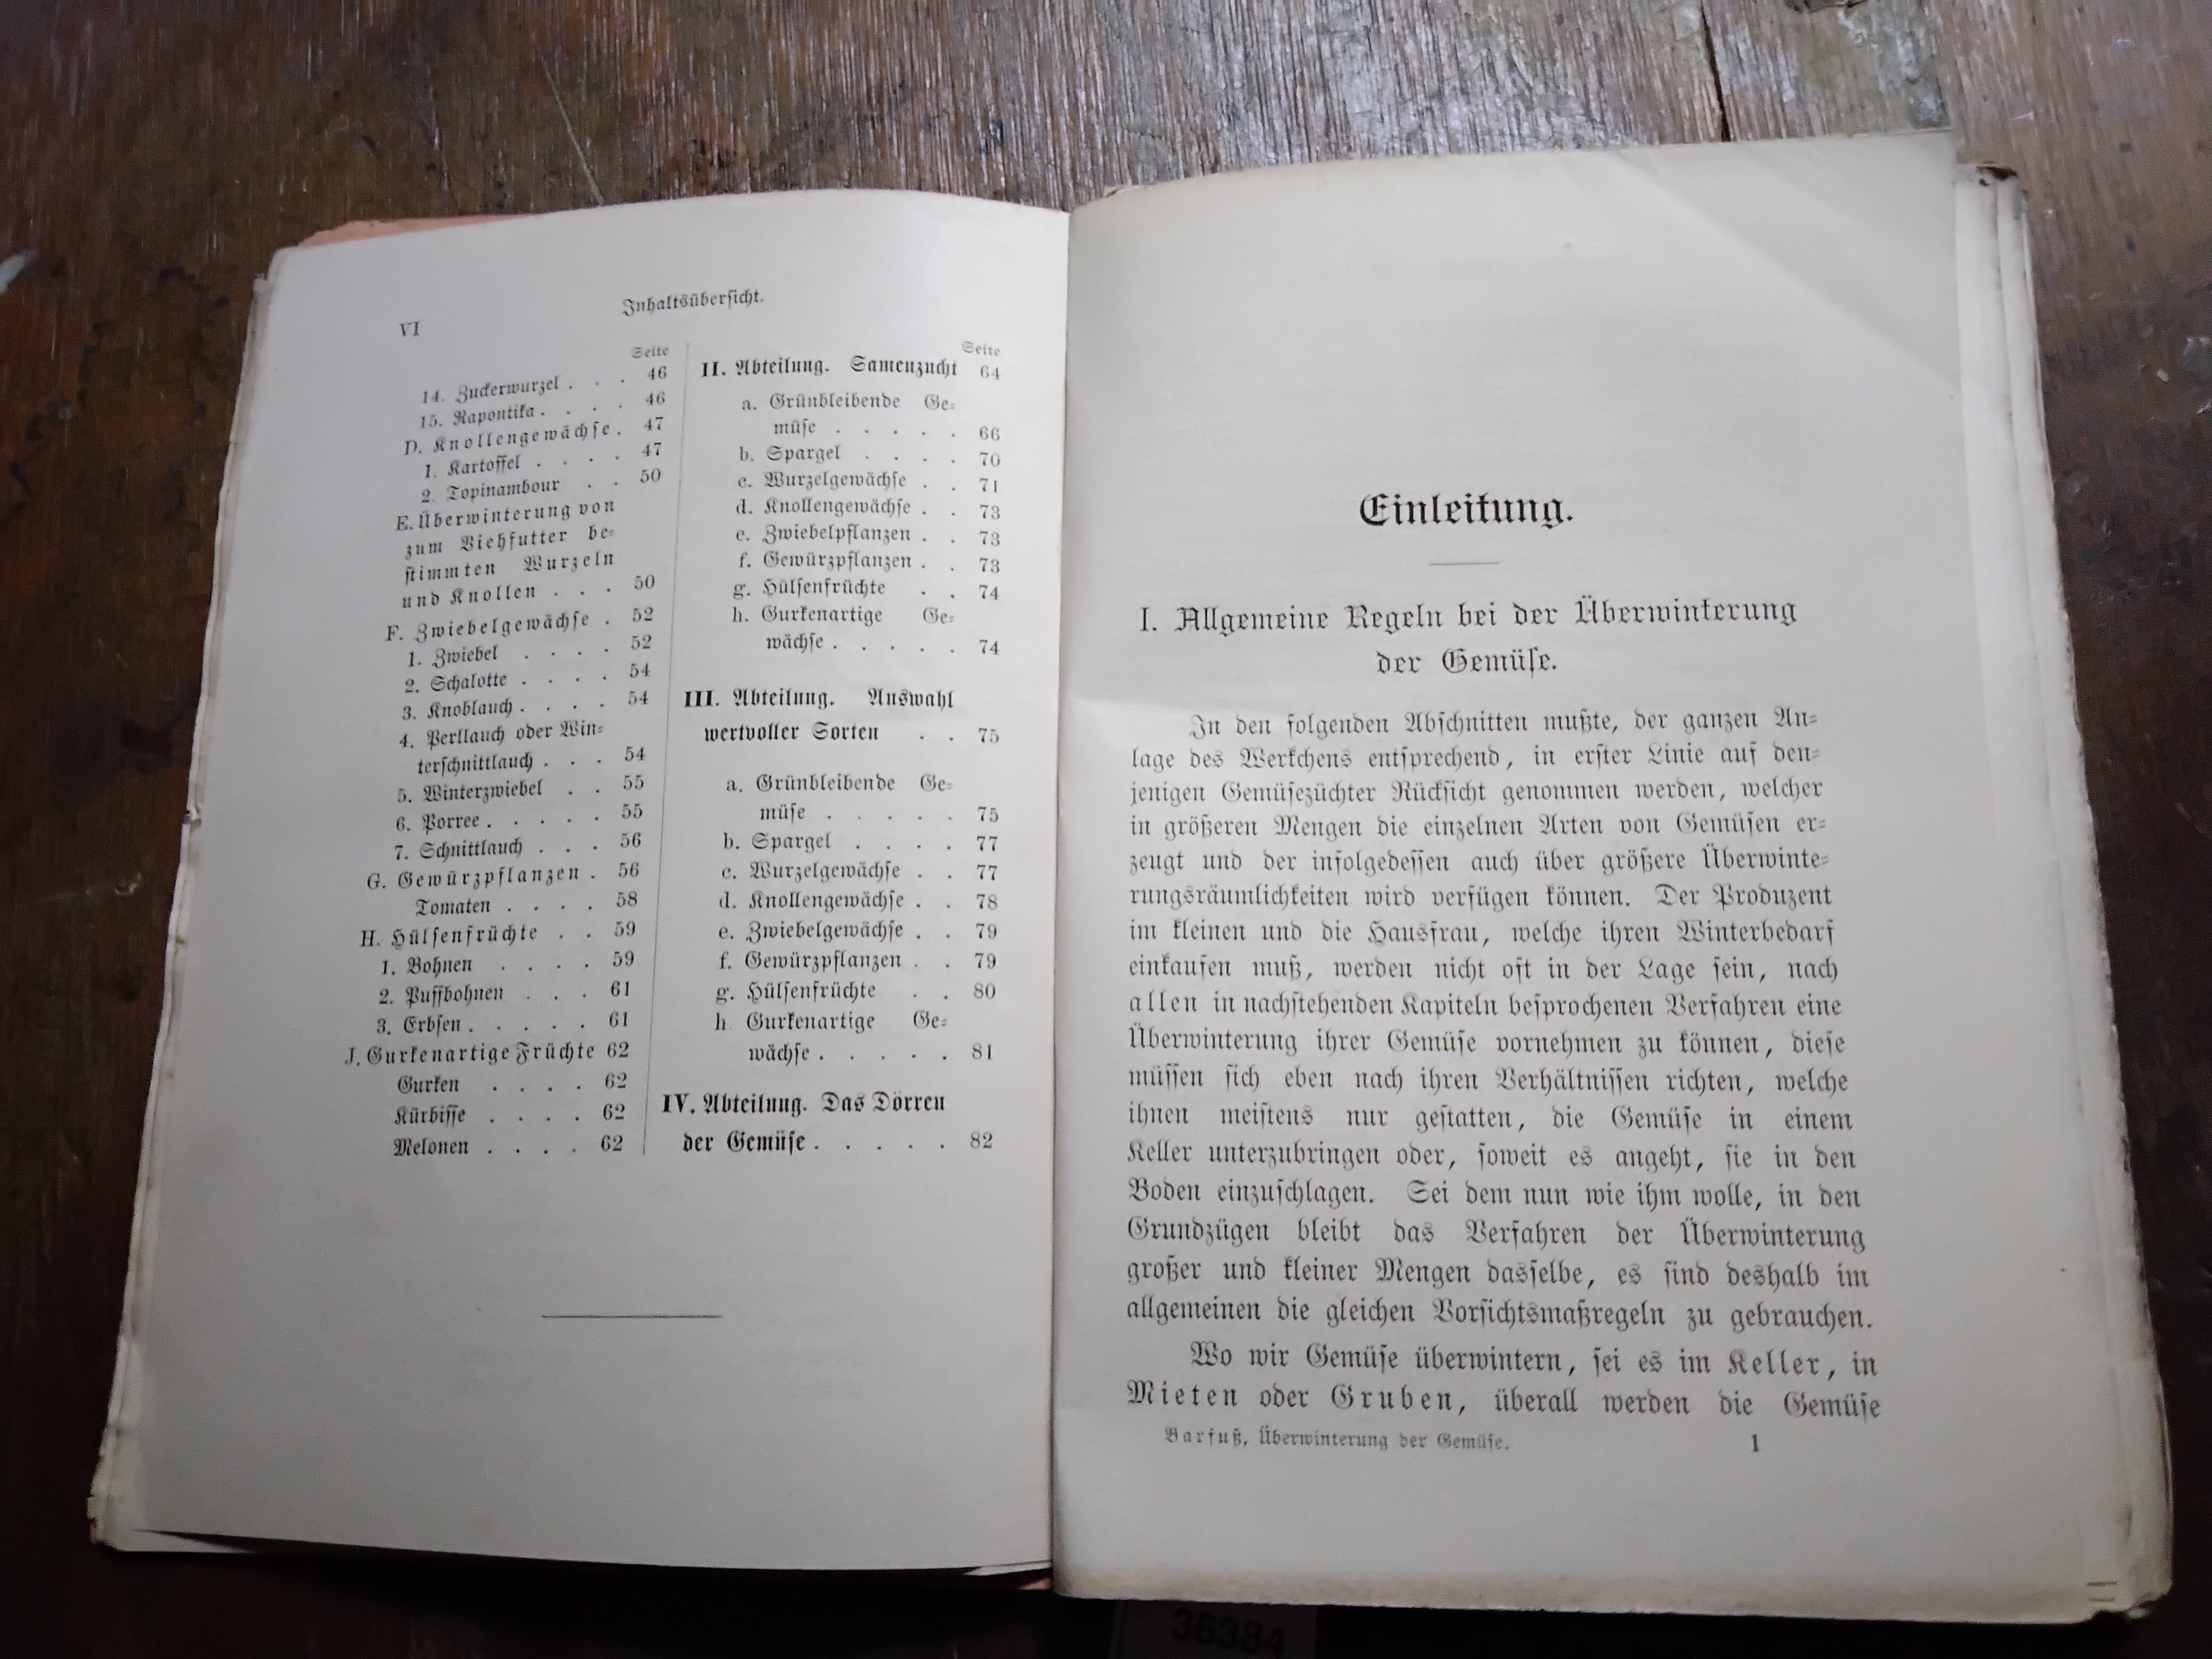 VI
Inhaltsübersicht.
Seite
14. Zuckerwurzel . . . 46
15. Rapontika . . . . 46
D. Knollengewächse . 47
1. Kartoffel . . . . 47
2. Topinambour . . 50
E. Überwinterung von
zum Viehfutter be-
stimmten Wurzeln
und Knollen . . . 50
F. Zwiebelgewächse . 52
1. Zwiebel . . . . 52
2. Schalotte . . . . 54
3. Knoblauch . . . . 54
4. Perllauch oder Win-
terschnittlauch . . . 54
5. Winterzwiebel . . 55
6. Porree . . . . . 55
7. Schnittlauch . . . 56
G. Gewürzpflanzen . 56
Tomaten . . . . 58
H. Hülsenfrüchte . . 59
1. Bohnen . . . . 59
2. Puffbohnen . . . 61
3. Erbsen . . . . . 61
J. Gurkenartige Früchte 62
Gurken . . . . 62
Kürbisse . . . . 62
Melonen . . . . 62
Seite
II. Abteilung. Samenzucht 64
a. Grünbleibende Ge-
müse . . . . . 66
b. Spargel . . . . 70
c. Wurzelgewächse . . 71
d. Knollengewächse . . 73
e. Zwiebelpflanzen . . 73
f. Gewürzpflanzen . . 73
g. Hülsenfrüchte . . 74
h. Gurkenartige Ge-
wächse . . . . . 74
III. Abteilung. Auswahl
wertvoller Sorten . . 75
a. Grünbleibende Ge-
müse . . . . . 75
b. Spargel . . . . 77
c. Wurzelgewächse . . 77
d. Knollengewächse . . 78
e. Zwiebelgewächse . . 79
f. Gewürzpflanzen . . 79
g. Hülsenfrüchte . . 80
h. Gurkenartige Ge-
wächse . . . . . 81
IV. Abteilung. Das Dörren
der Gemüse . . . . . 82
Einleitung.
I. Allgemeine Regeln bei der Überwinterung
der Gemüse.
In den folgenden Abschnitten mußte, der ganzen An-
lage des Werkchens entsprechend, in erster Linie auf den-
jenigen Gemüsezüchter Rücksicht genommen werden, welcher
in größeren Mengen die einzelnen Arten von Gemüsen er-
zeugt und der infolgedessen auch über größere Überwinte-
rungsräumlichkeiten wird verfügen können. Der Produzent
im kleinen und die Hausfrau, welche ihren Winterbedarf
einkaufen muß, werden nicht oft in der Lage sein, nach
allen in nachstehenden Kapiteln besprochenen Verfahren eine
Überwinterung ihrer Gemüse vornehmen zu können, diese
müssen sich eben nach ihren Verhältnissen richten, welche
ihnen meistens nur gestatten, die Gemüse in einem
Keller unterzubringen oder, soweit es angeht, sie in den
Boden einzuschlagen. Sei dem nun wie ihm wolle, in den
Grundzügen bleibt das Verfahren der Überwinterung
großer und kleiner Mengen dasselbe, es sind deshalb im
allgemeinen die gleichen Vorsichtsmaßregeln zu gebrauchen.
Wo wir Gemüse überwintern, sei es im Keller, in
Mieten oder Gruben, überall werden die Gemüse
Barfuß, Überwinterung der Gemüse. 1
36384